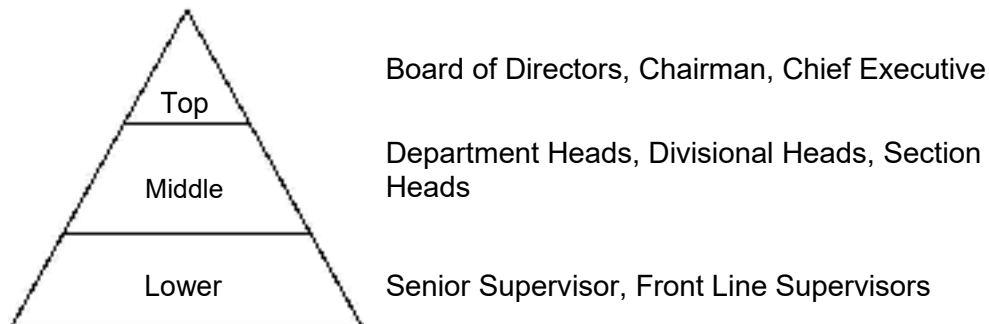 Board of Directors, Chairman, Chief Executive
Top
Department Heads, Divisional Heads, Section
Heads
Middle
Lower
Senior Supervisor, Front Line Supervisors